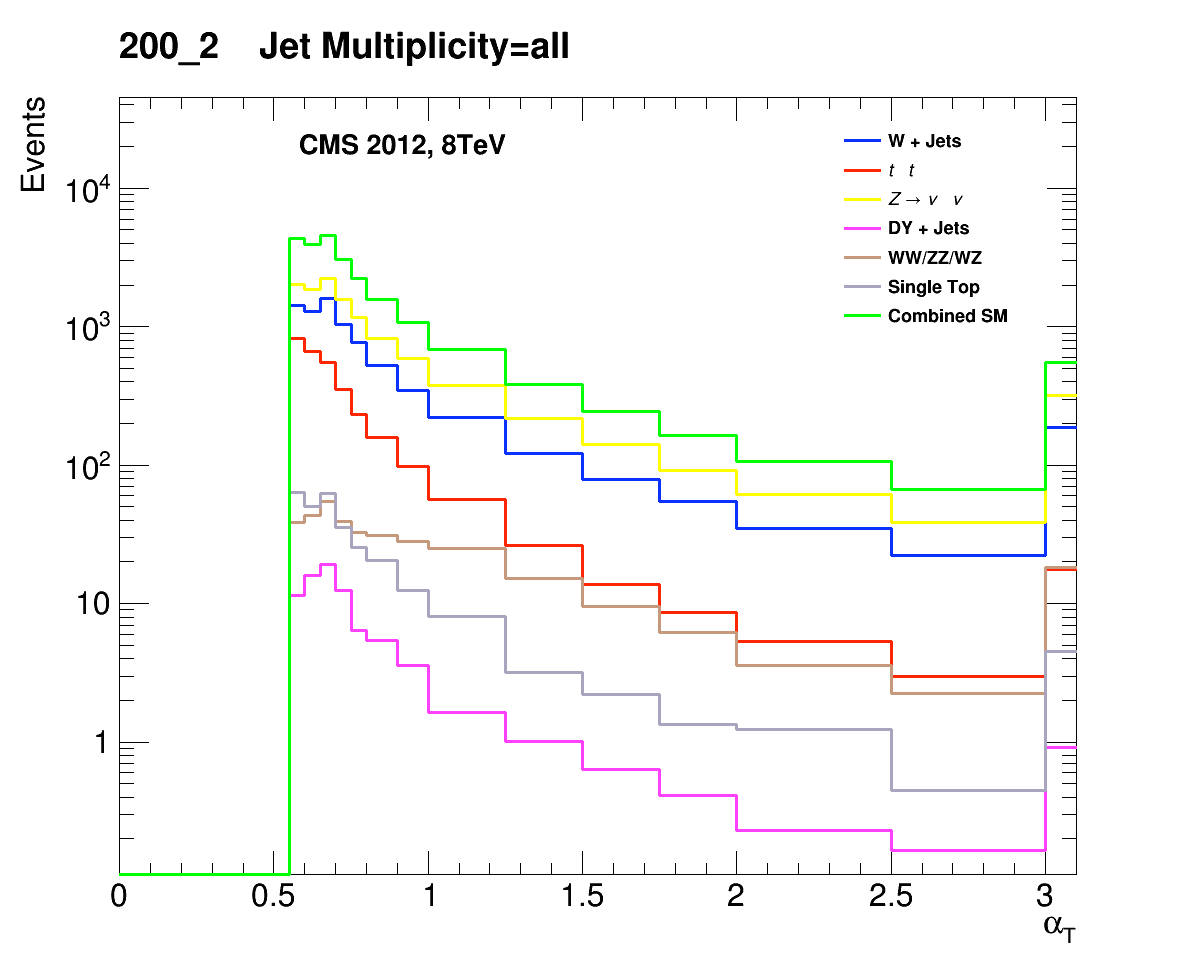 200_2 Jet Multiplicity=all
Events
CMS 2012, 8TeV
W + Jets
t t
Z → ν ν
DY + Jets
WW/ZZ/WZ
Single Top
Combined SM
10⁴
10³
10²
10
1
0 0.5 1 1.5 2 2.5 3
α_T